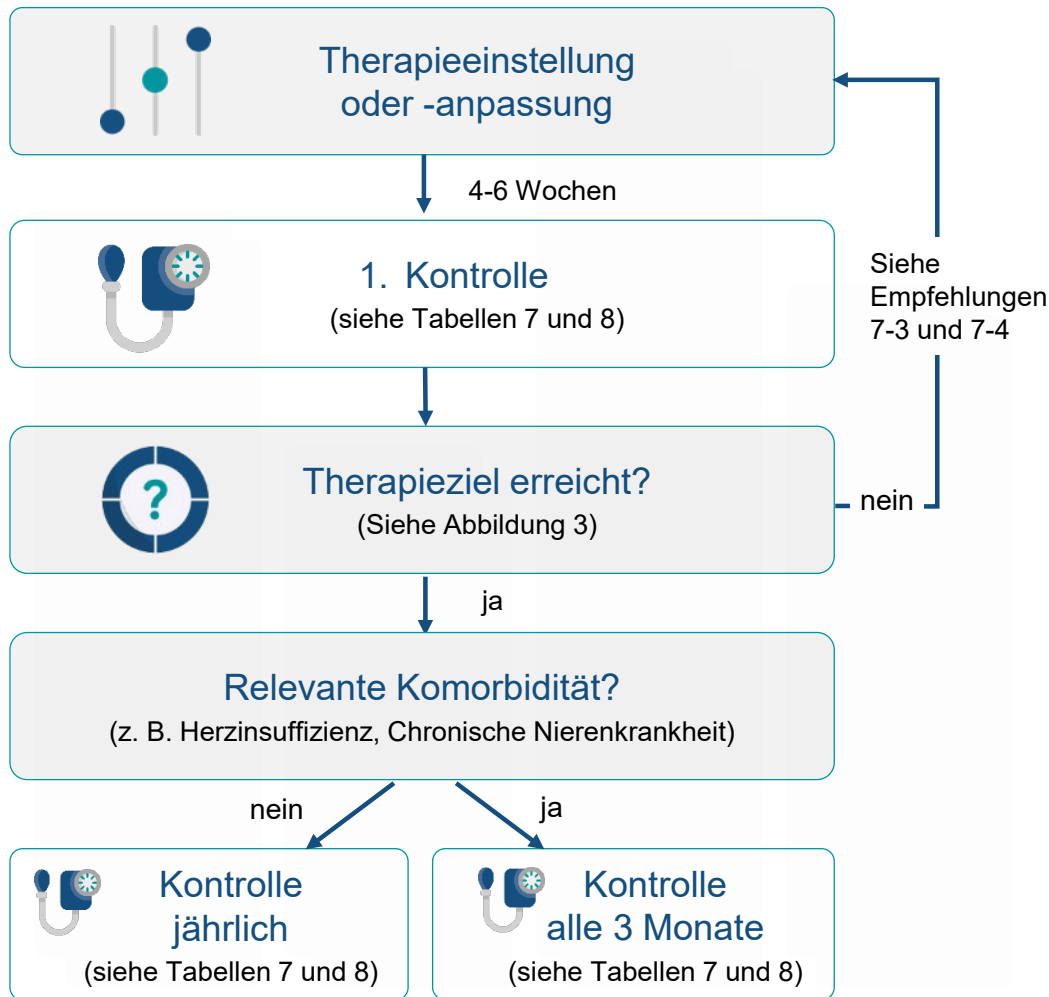 Therapieeinstellung
oder -anpassung
4-6 Wochen
1. Kontrolle
(siehe Tabellen 7 und 8)
Siehe
Empfehlungen
7-3 und 7-4
?
Therapieziel erreicht?
(Siehe Abbildung 3)
nein
ja
Relevante Komorbidität?
(z. B. Herzinsuffizienz, Chronische Nierenkrankheit)
nein
ja
Kontrolle
jährlich
(siehe Tabellen 7 und 8)
Kontrolle
alle 3 Monate
(siehe Tabellen 7 und 8)